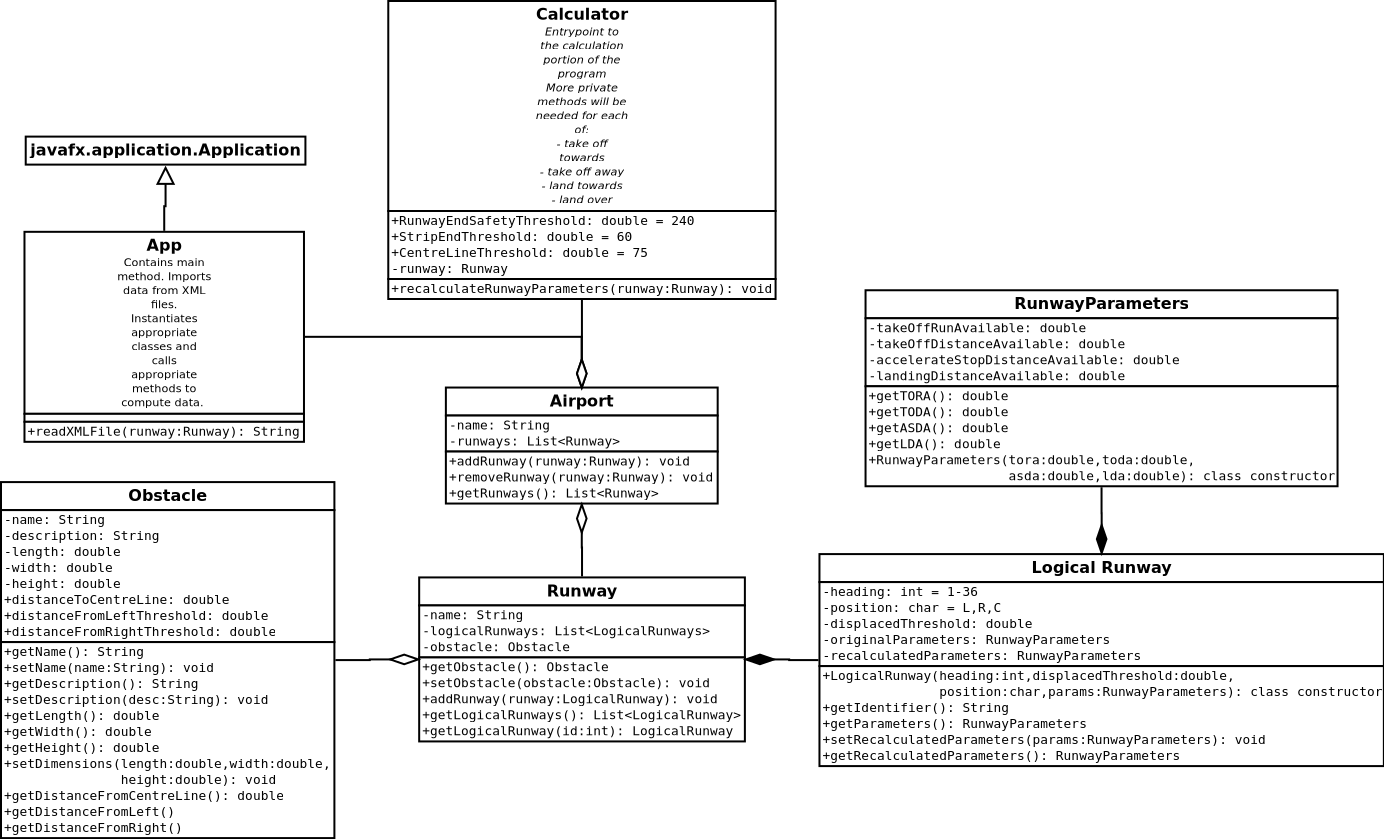 Calculator
Entrypoint to
the calculation
portion of the
program
More private
methods will be
needed for each
of:
- take off
towards
- take off away
- land towards
- land over
+RunwayEndSafetyThreshold: double = 240
+StripEndThreshold: double = 60
+CentreLineThreshold: double = 75
-runway: Runway
+recalculateRunwayParameters(runway:Runway): void
javafx.application.Application
App
Contains main
method. Imports
data from XML
files.
Instantiates
appropriate
classes and
calls
appropriate
methods to
compute data.
+readXMLFile(runway:Runway): String
RunwayParameters
-takeOffRunAvailable: double
-takeOffDistanceAvailable: double
-accelerateStopDistanceAvailable: double
-landingDistanceAvailable: double
+getTORA(): double
+getTODA(): double
+getASDA(): double
+getLDA(): double
+RunwayParameters(tora:double,toda:double,
asda:double,lda:double): class constructor
Airport
-name: String
-runways: List<Runway>
+addRunway(runway:Runway): void
+removeRunway(runway:Runway): void
+getRunways(): List<Runway>
Obstacle
-name: String
-description: String
-length: double
-width: double
-height: double
+distanceToCentreLine: double
+distanceFromLeftThreshold: double
+distanceFromRightThreshold: double
+getName(): String
+setName(name:String): void
+getDescription(): String
+setDescription(desc:String): void
+getLength(): double
+getWidth(): double
+getHeight(): double
+setDimensions(length:double,width:double,
height:double): void
+getDistanceFromCentreLine(): double
+getDistanceFromLeft()
+getDistanceFromRight()
Runway
-name: String
-logicalRunways: List<LogicalRunways>
-obstacle: Obstacle
+getObstacle(): Obstacle
+setObstacle(obstacle:Obstacle): void
+addRunway(runway:LogicalRunway): void
+getLogicalRunways(): List<LogicalRunway>
+getLogicalRunway(id:int): LogicalRunway
Logical Runway
-heading: int = 1-36
-position: char = L,R,C
-displacedThreshold: double
-originalParameters: RunwayParameters
-recalculatedParameters: RunwayParameters
+LogicalRunway(heading:int,displacedThreshold:double,
position:char,params:RunwayParameters): class constructor
+getIdentifier(): String
+getParameters(): RunwayParameters
+setRecalculatedParameters(params:RunwayParameters): void
+getRecalculatedParameters(): RunwayParameters